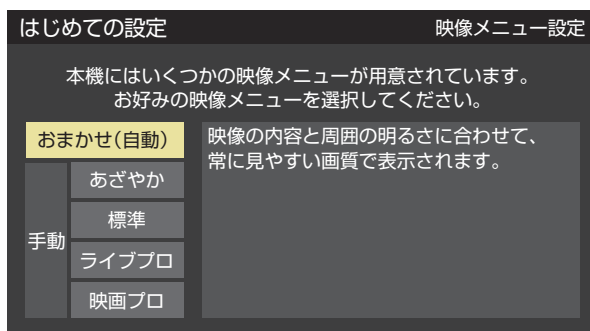 はじめての設定
映像メニュー設定
本機にはいくつかの映像メニューが用意されています。
お好みの映像メニューを選択してください。
おまかせ(自動)
手動
あざやか
標準
ライブプロ
映画プロ
映像の内容と周囲の明るさに合わせて、
常に見やすい画質で表示されます。